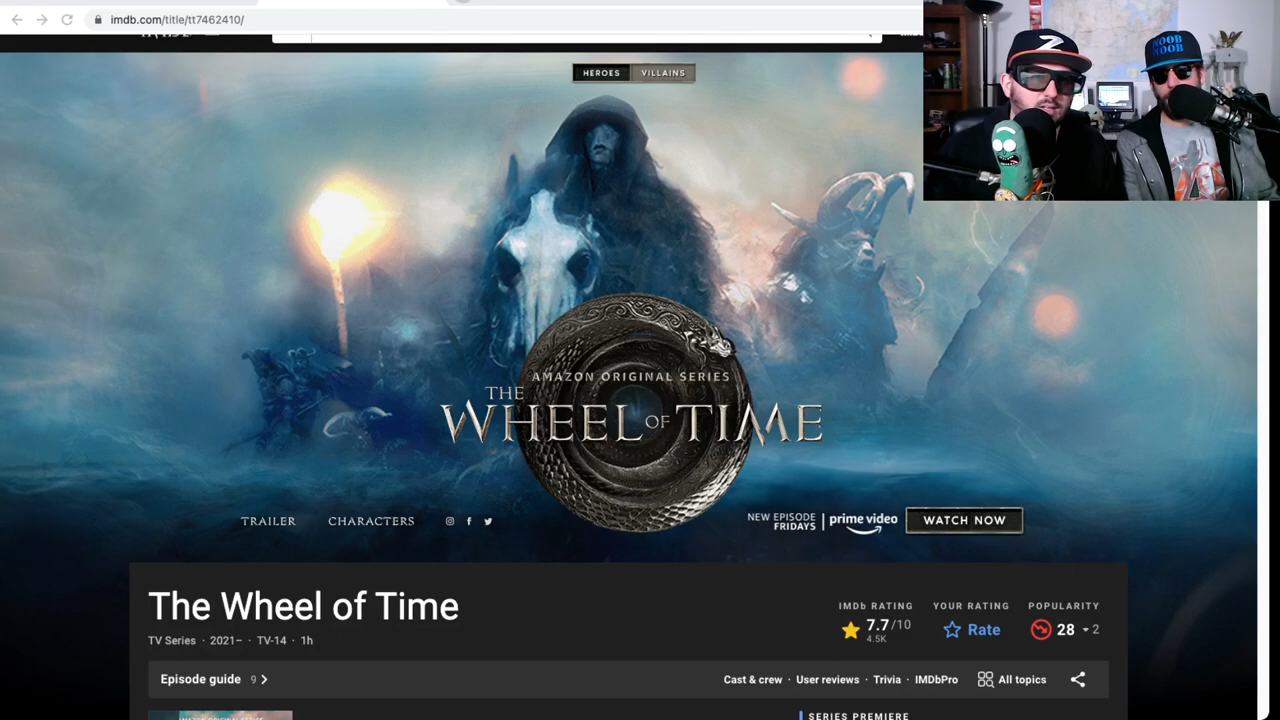 imdb.com/title/tt7462410/
HEROES VILLAINS
Z
NOOB
NOOB
AMAZON ORIGINAL SERIES
THE
WHEEL OF TIME
TRAILER CHARACTERS
NEW EPISODE
FRIDAYS
prime video
WATCH NOW
The Wheel of Time
TV Series · 2021– · TV-14 · 1h
IMDb RATING
7.7/10
4.5K
YOUR RATING
Rate
POPULARITY
28 2
Episode guide 9
Cast & crew · User reviews · Trivia · IMDbPro
All topics
SERIES PREMIERE